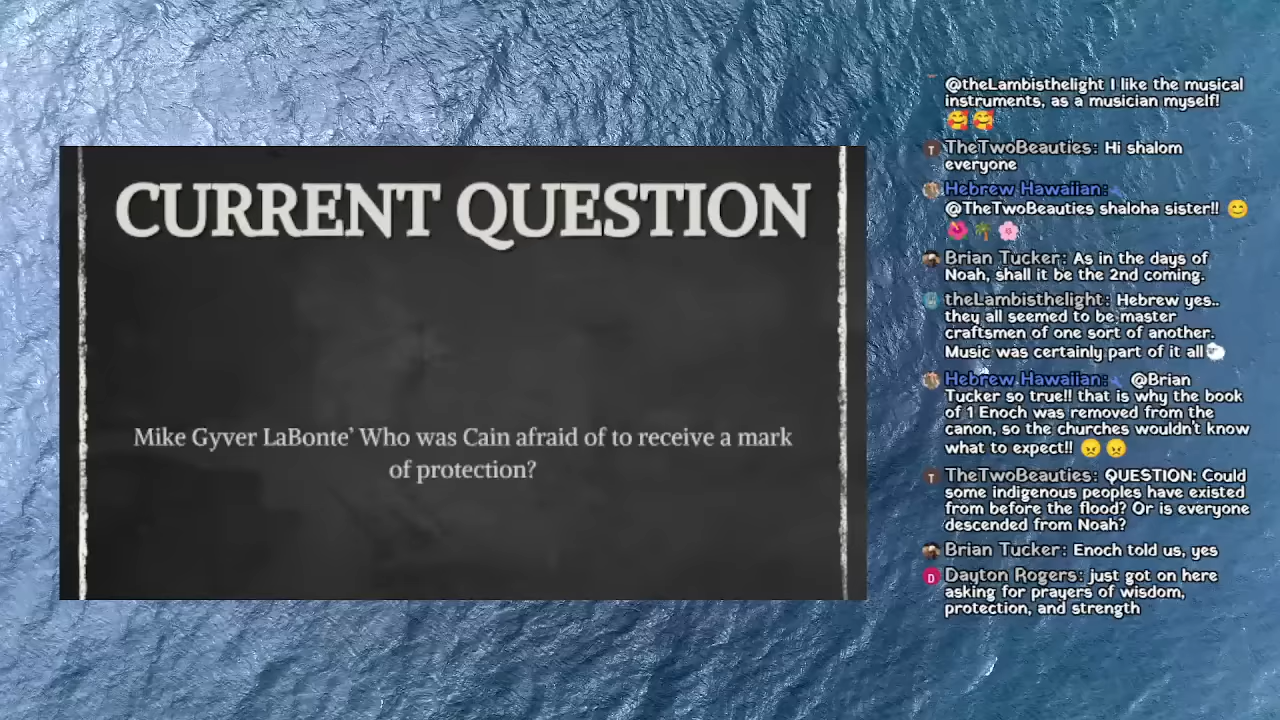 CURRENT QUESTION
Mike Gyver LaBonte’ Who was Cain afraid of to receive a mark
of protection?
@theLambisthelight I like the musical
instruments, as a musician myself!
🥰🥰
T TheTwoBeauties: Hi shalom
everyone
Hebrew Hawaiian:🔧
@TheTwoBeauties shaloha sister!! 😊
🌺🌴🌸
Brian Tucker: As in the days of
Noah, shall it be the 2nd coming.
theLambisthelight: Hebrew yes..
they all seemed to be master
craftsmen of one sort of another.
Music was certainly part of it all🐑
Hebrew Hawaiian:🔧 @Brian
Tucker so true!! that is why the book
of 1 Enoch was removed from the
canon, so the churches wouldn't know
what to expect!! 😠😠
T TheTwoBeauties: QUESTION: Could
some indigenous peoples have existed
from before the flood? Or is everyone
descended from Noah?
Brian Tucker: Enoch told us, yes
D Dayton Rogers: just got on here
asking for prayers of wisdom,
protection, and strength